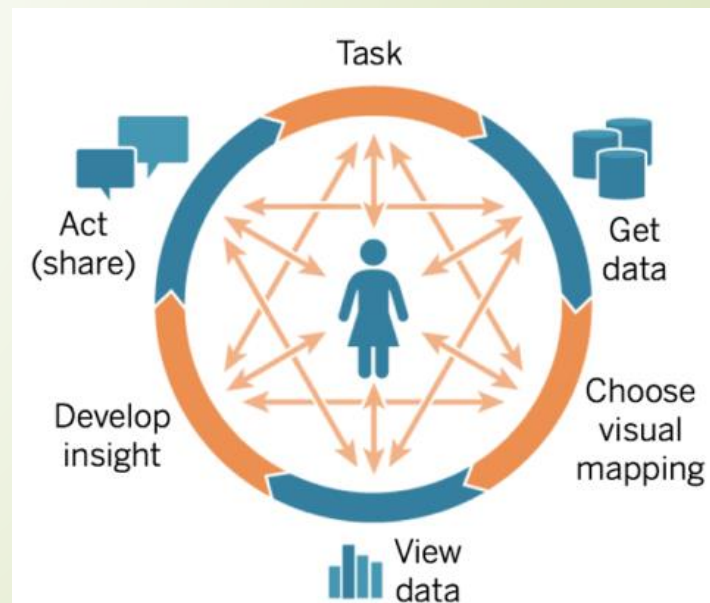 Task
Get
data
Choose
visual
mapping
View
data
Develop
insight
Act
(share)